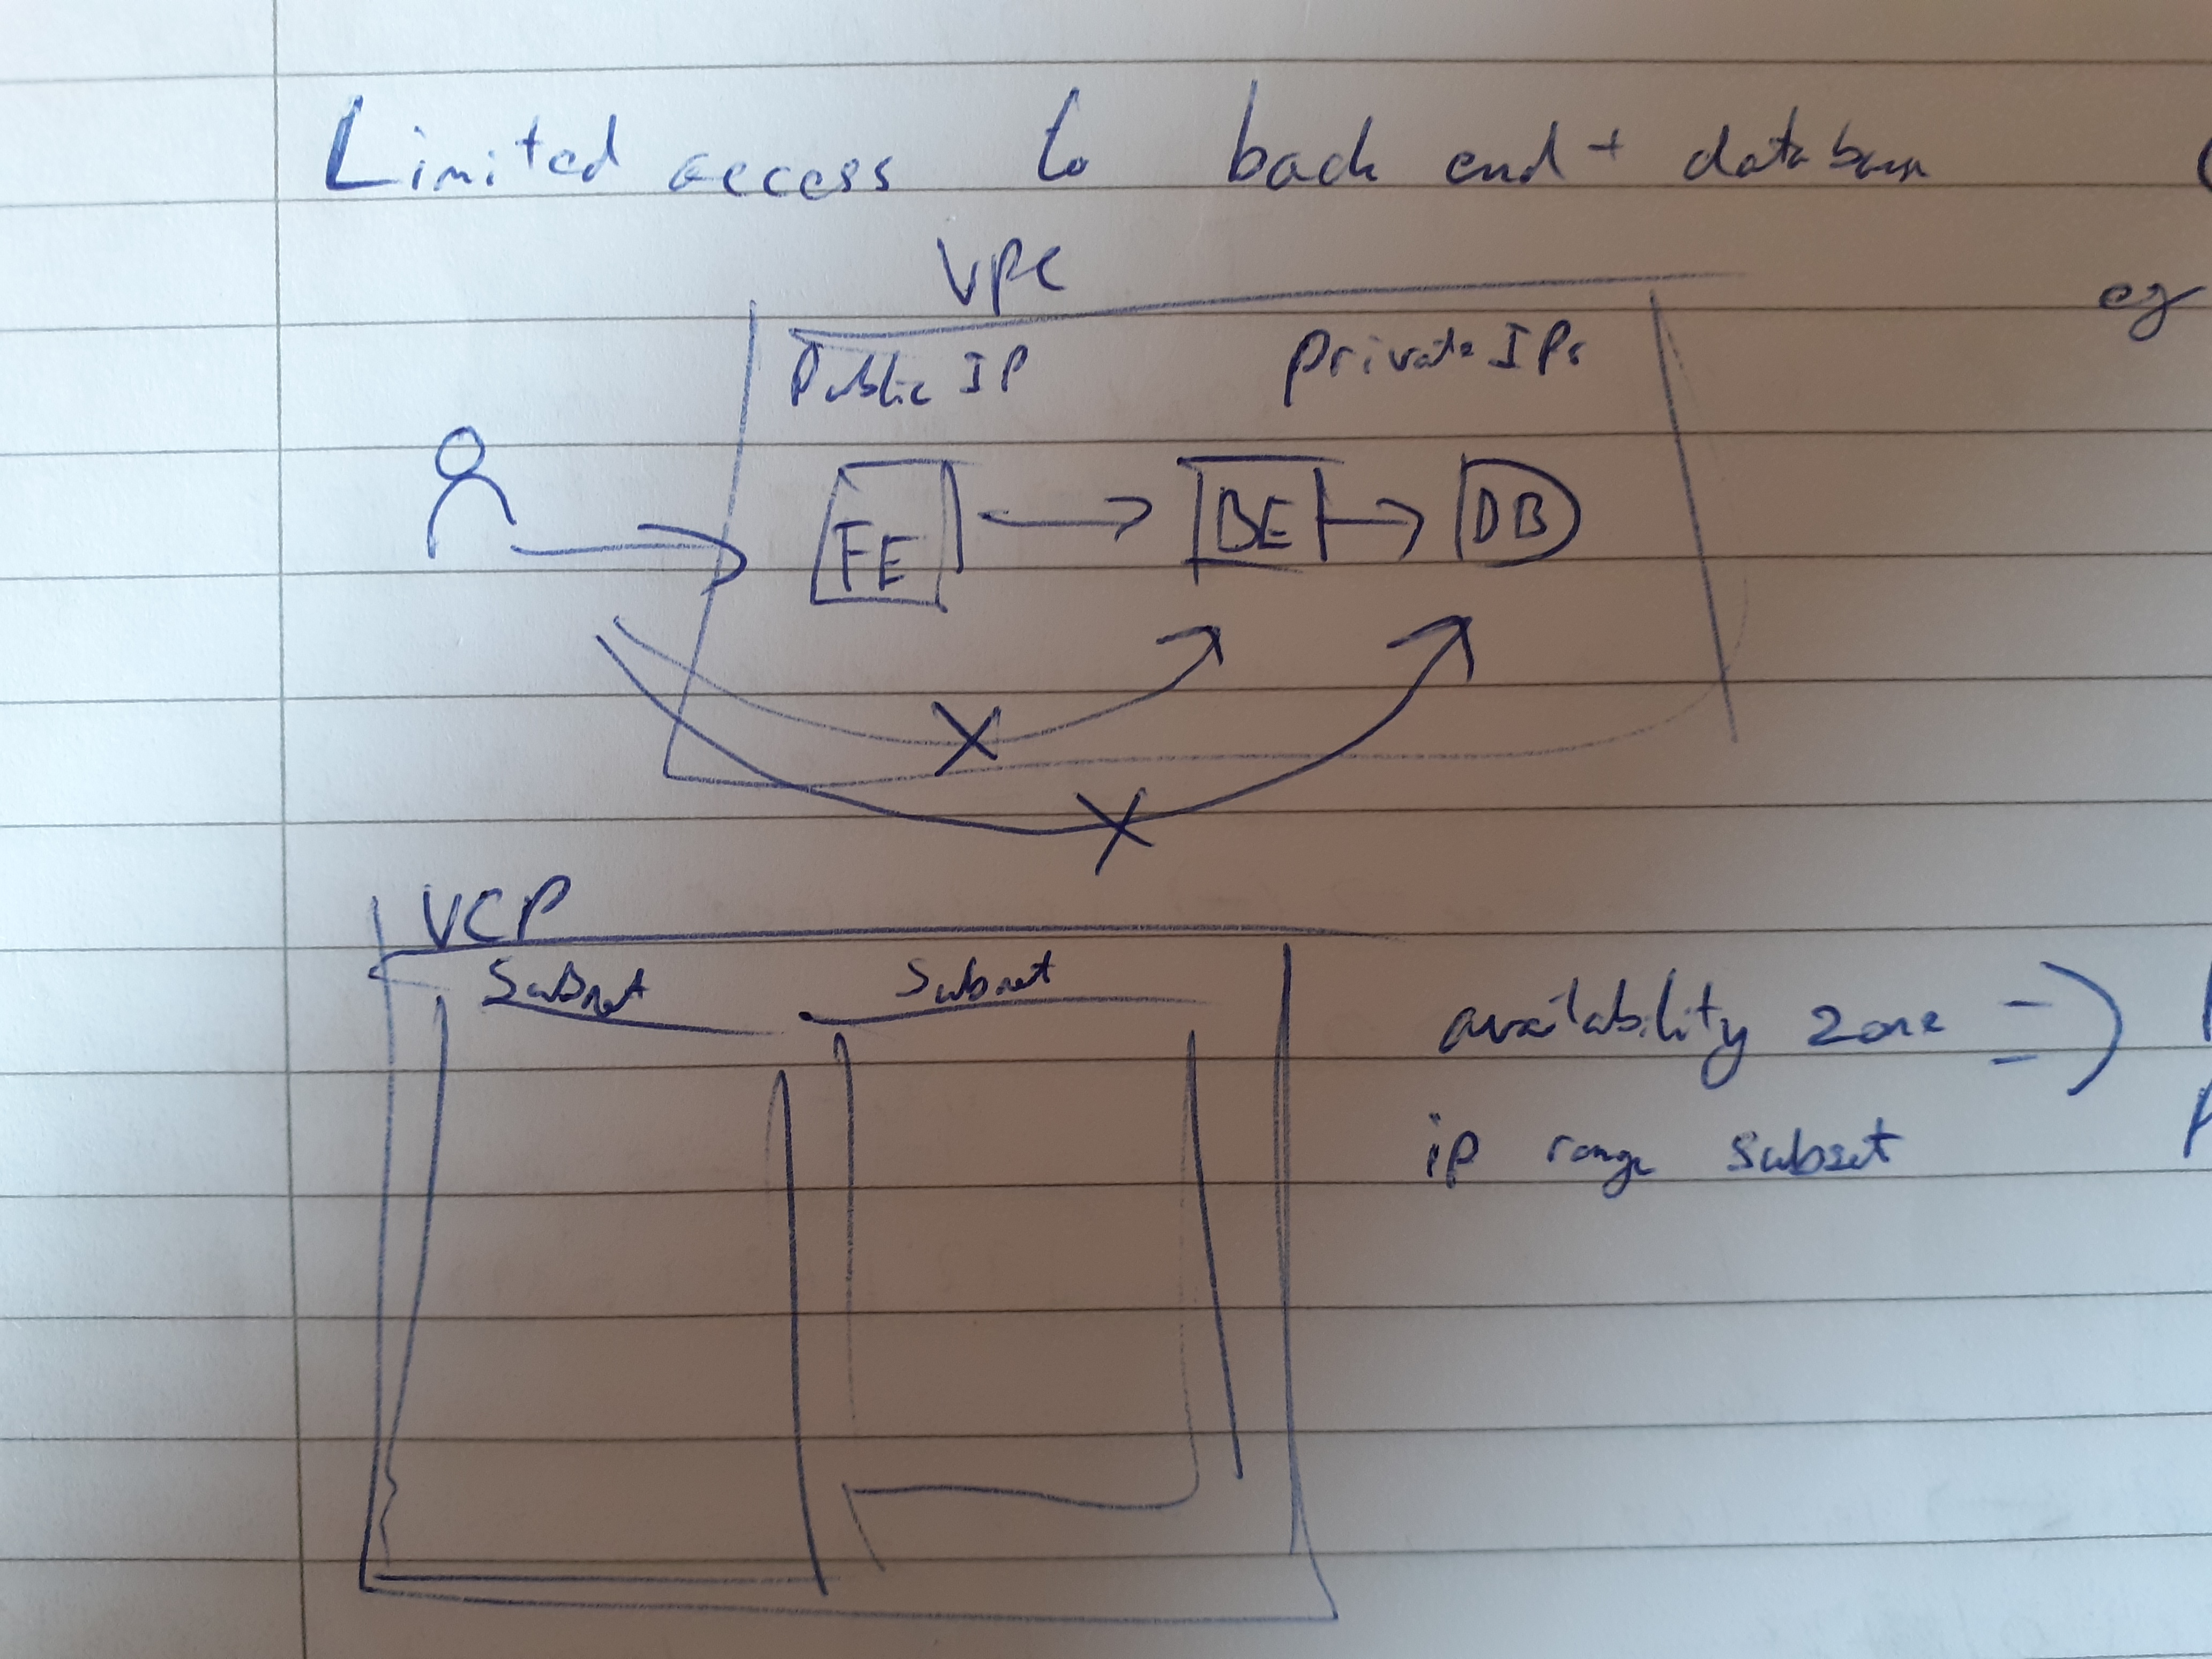 Limited access to back end + database
eg
VPC
Public IP
Private IPs
FE
BE
DB
X
X
VCP
Subnet
Subnet
availability zone =>
ip range subset